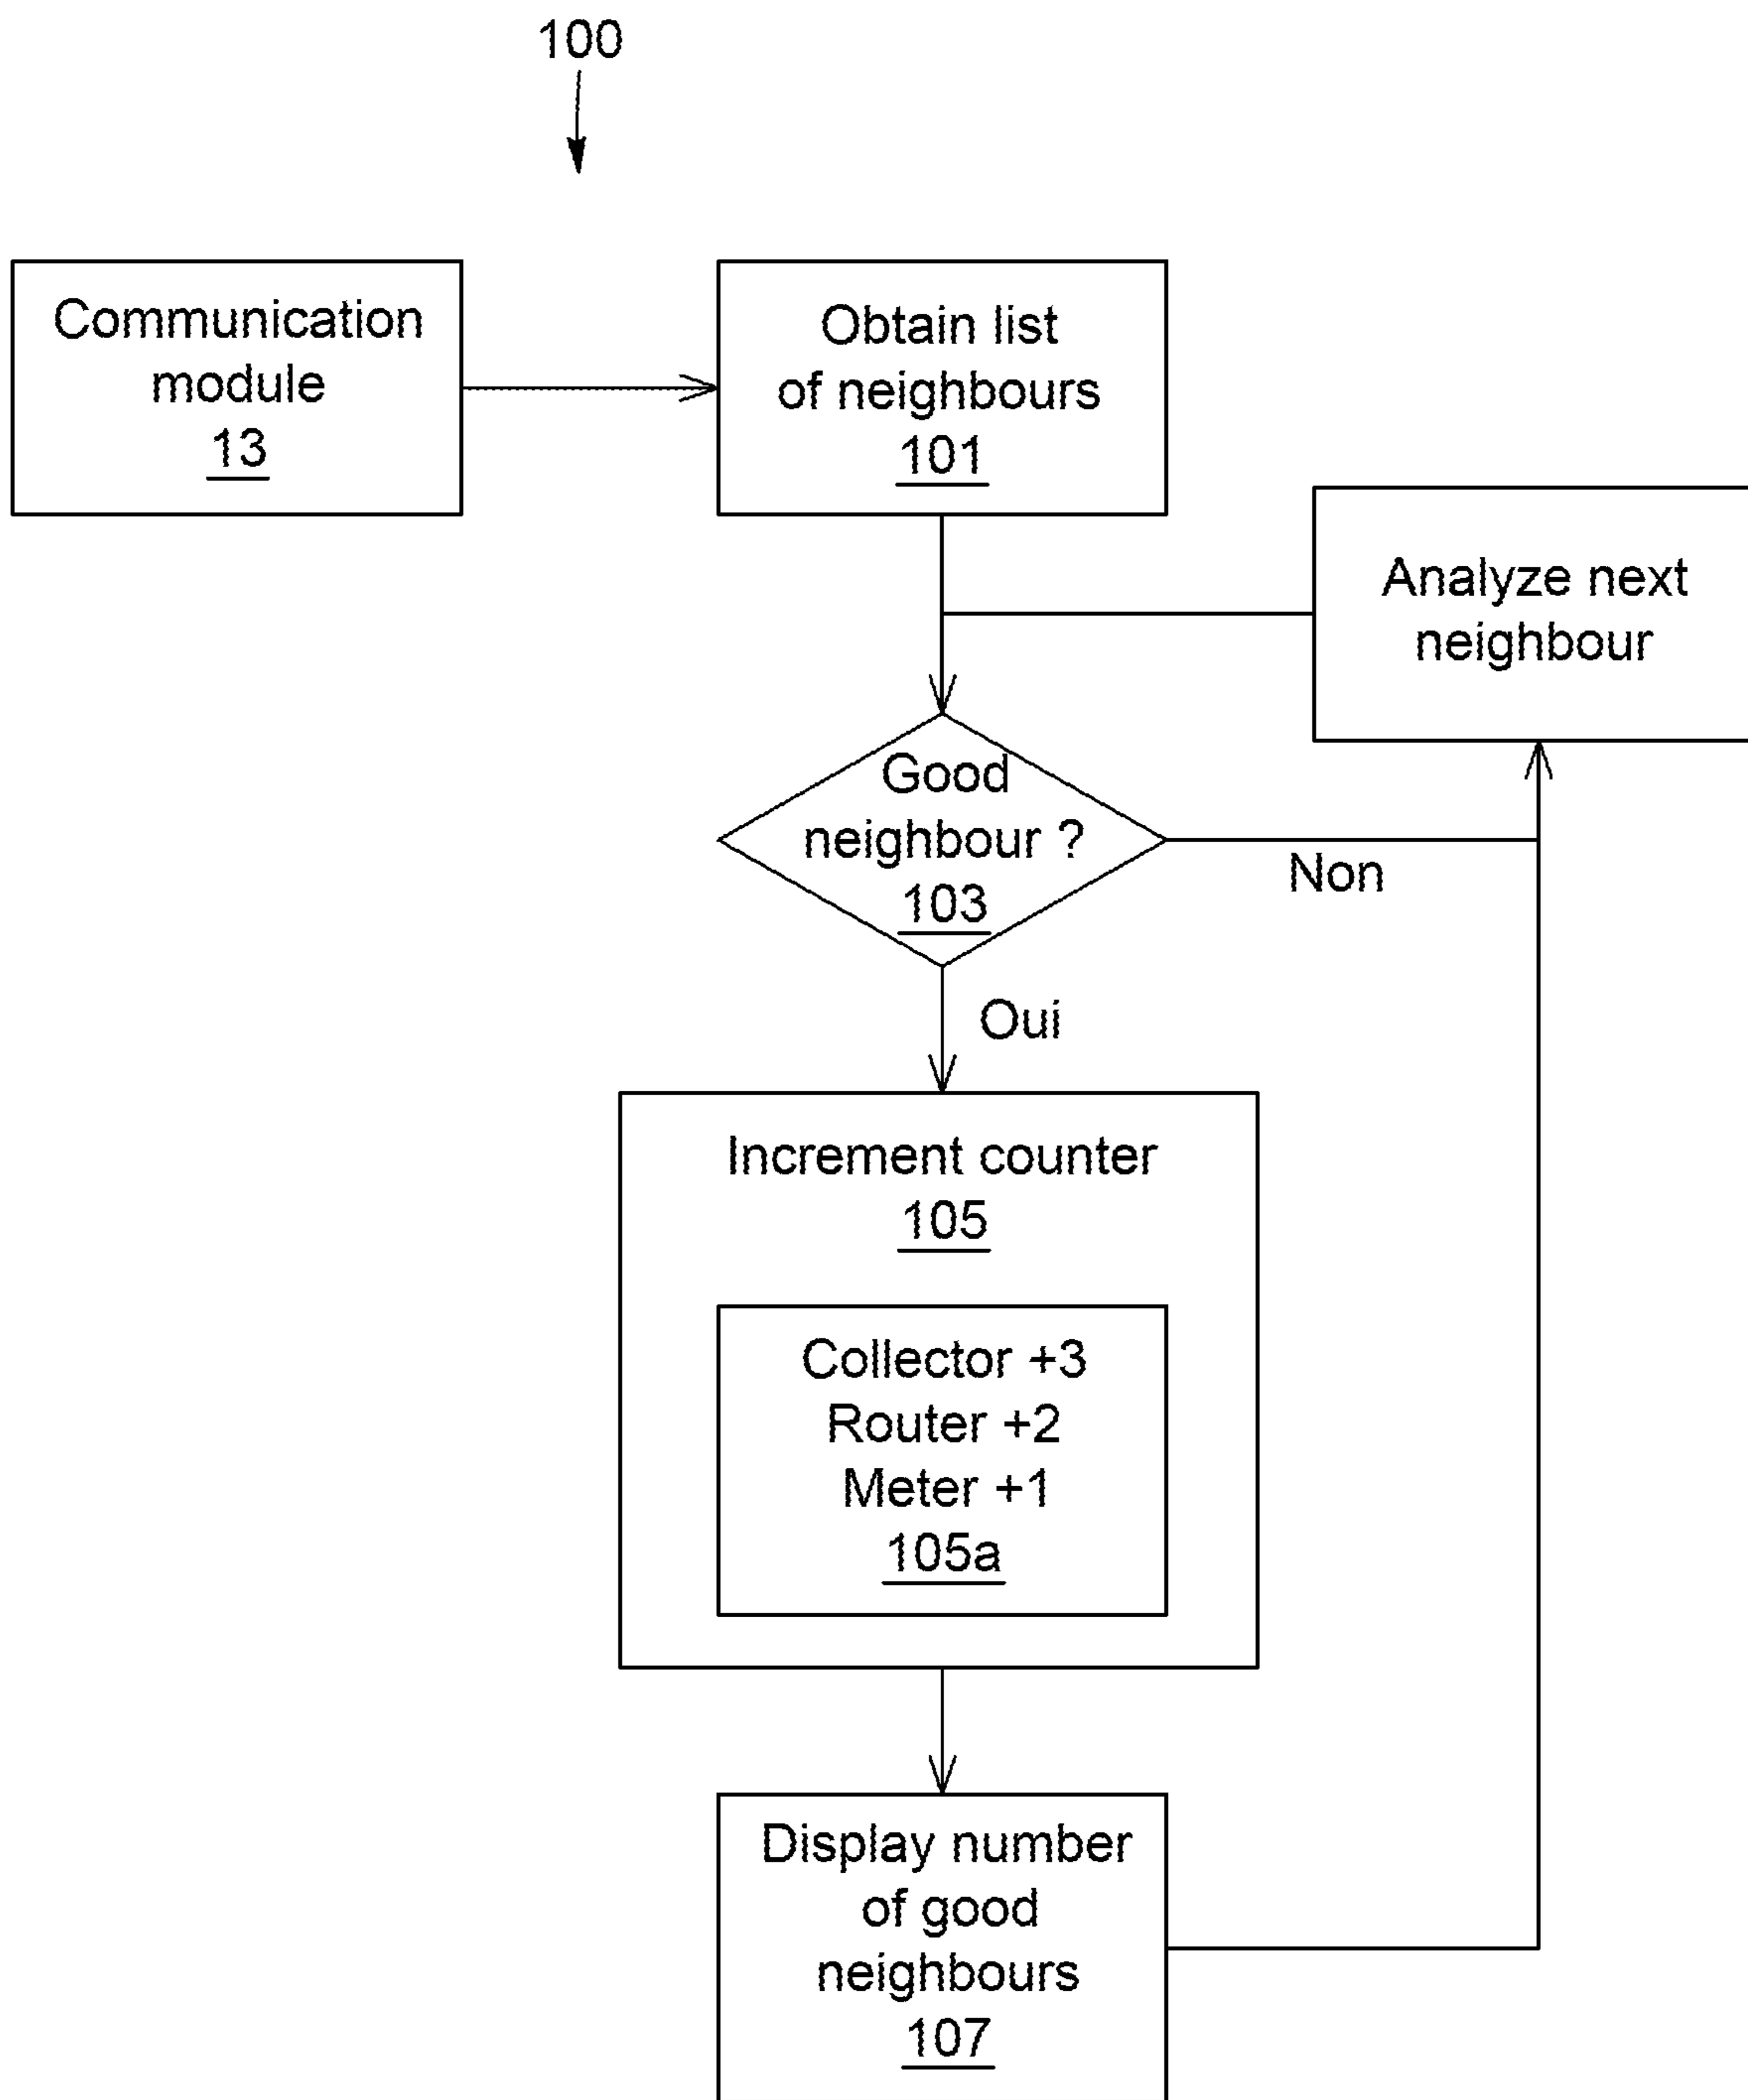 100
Communication
module
13
Obtain list
of neighbours
101
Analyze next
neighbour
Good
neighbour ?
103
Non
Oui
Increment counter
105
Collector +3
Router +2
Meter +1
105a
Display number
of good
neighbours
107